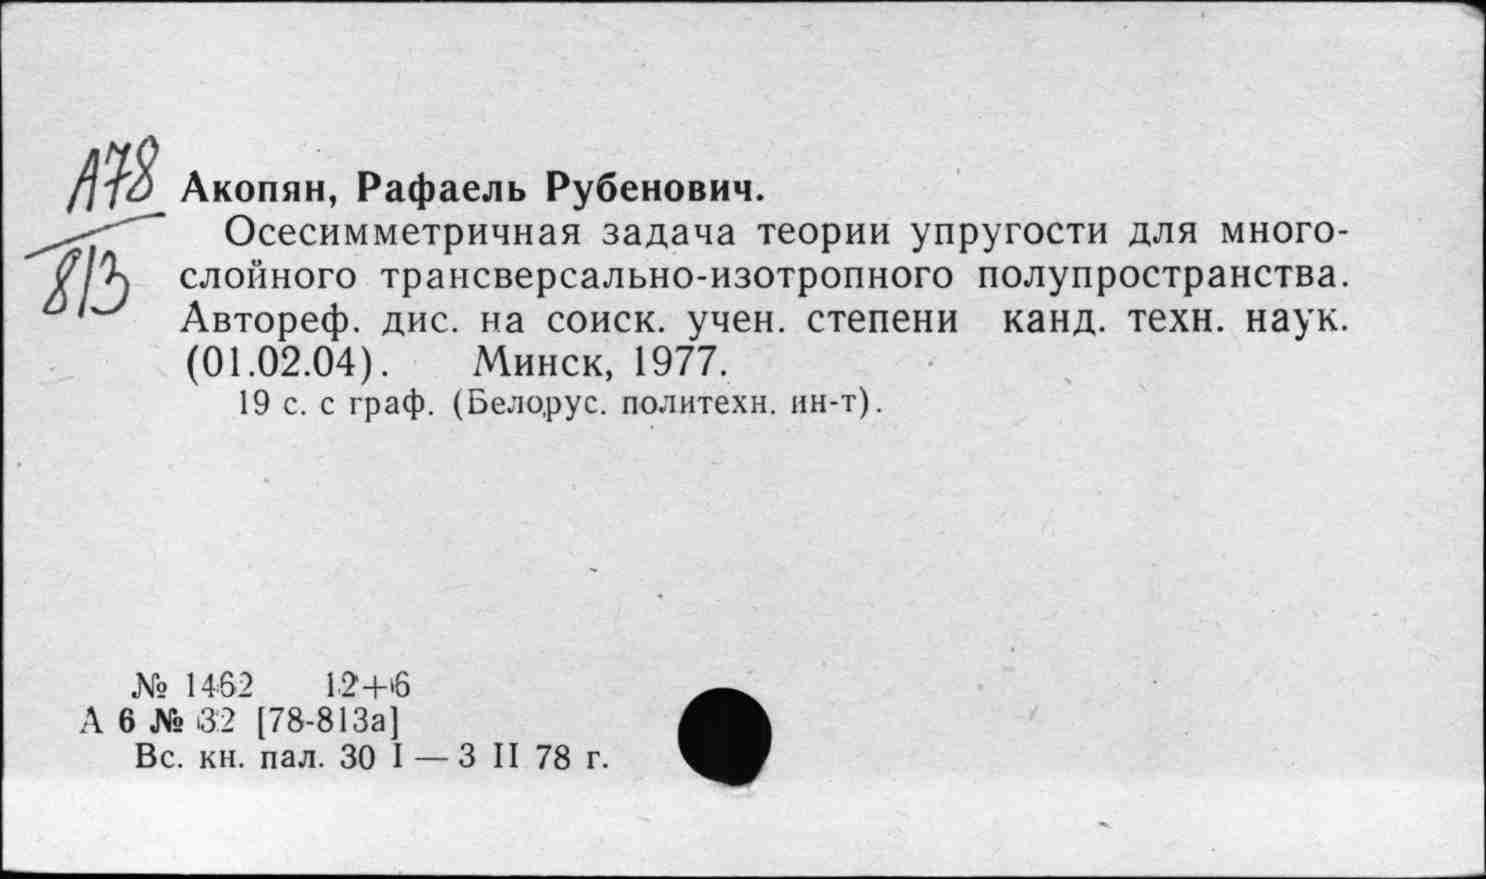 А78
813
Акопян, Рафаель Рубенович.
Осесимметричная задача теории упругости для много-
слойного трансверсально-изотропного полупространства.
Автореф. дис. на соиск. учен. степени канд. техн. наук.
(01.02.04). Минск, 1977.
19 с. с граф. (Белорус. политехн. ин-т).
№ 1462 12+6
А 6 № 32 [78-813а]
Вс. кн. пал. 30 I — 3 II 78 г.